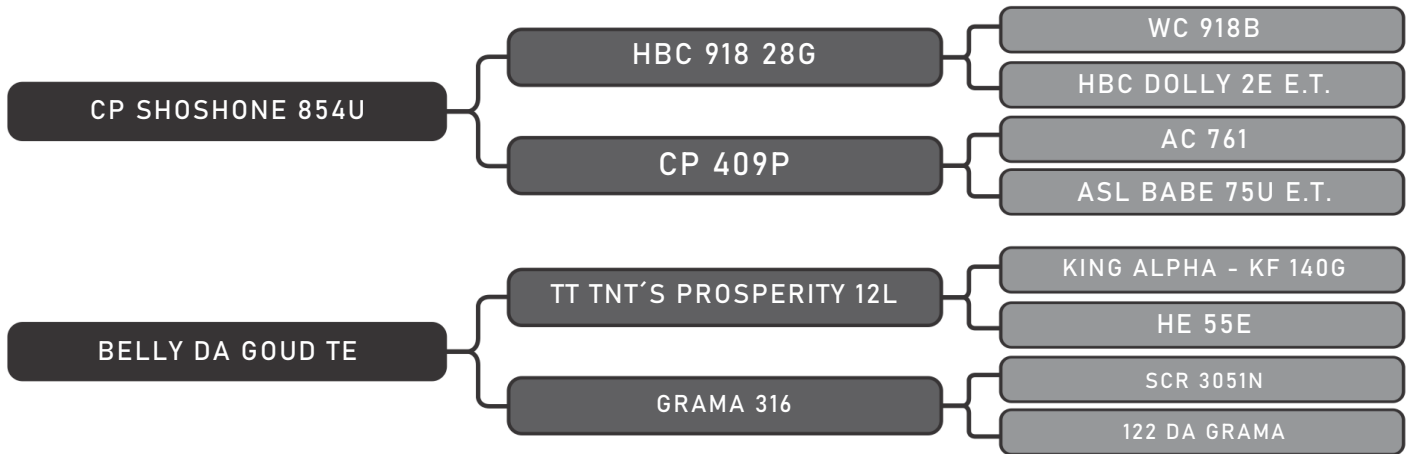 CP SHOSHONE 854U
HBC 918 28G
WC 918B
HBC DOLLY 2E E.T.
CP 409P
AC 761
ASL BABE 75U E.T.
BELLY DA GOUD TE
TT TNT´S PROSPERITY 12L
KING ALPHA - KF 140G
HE 55E
GRAMA 316
SCR 3051N
122 DA GRAMA